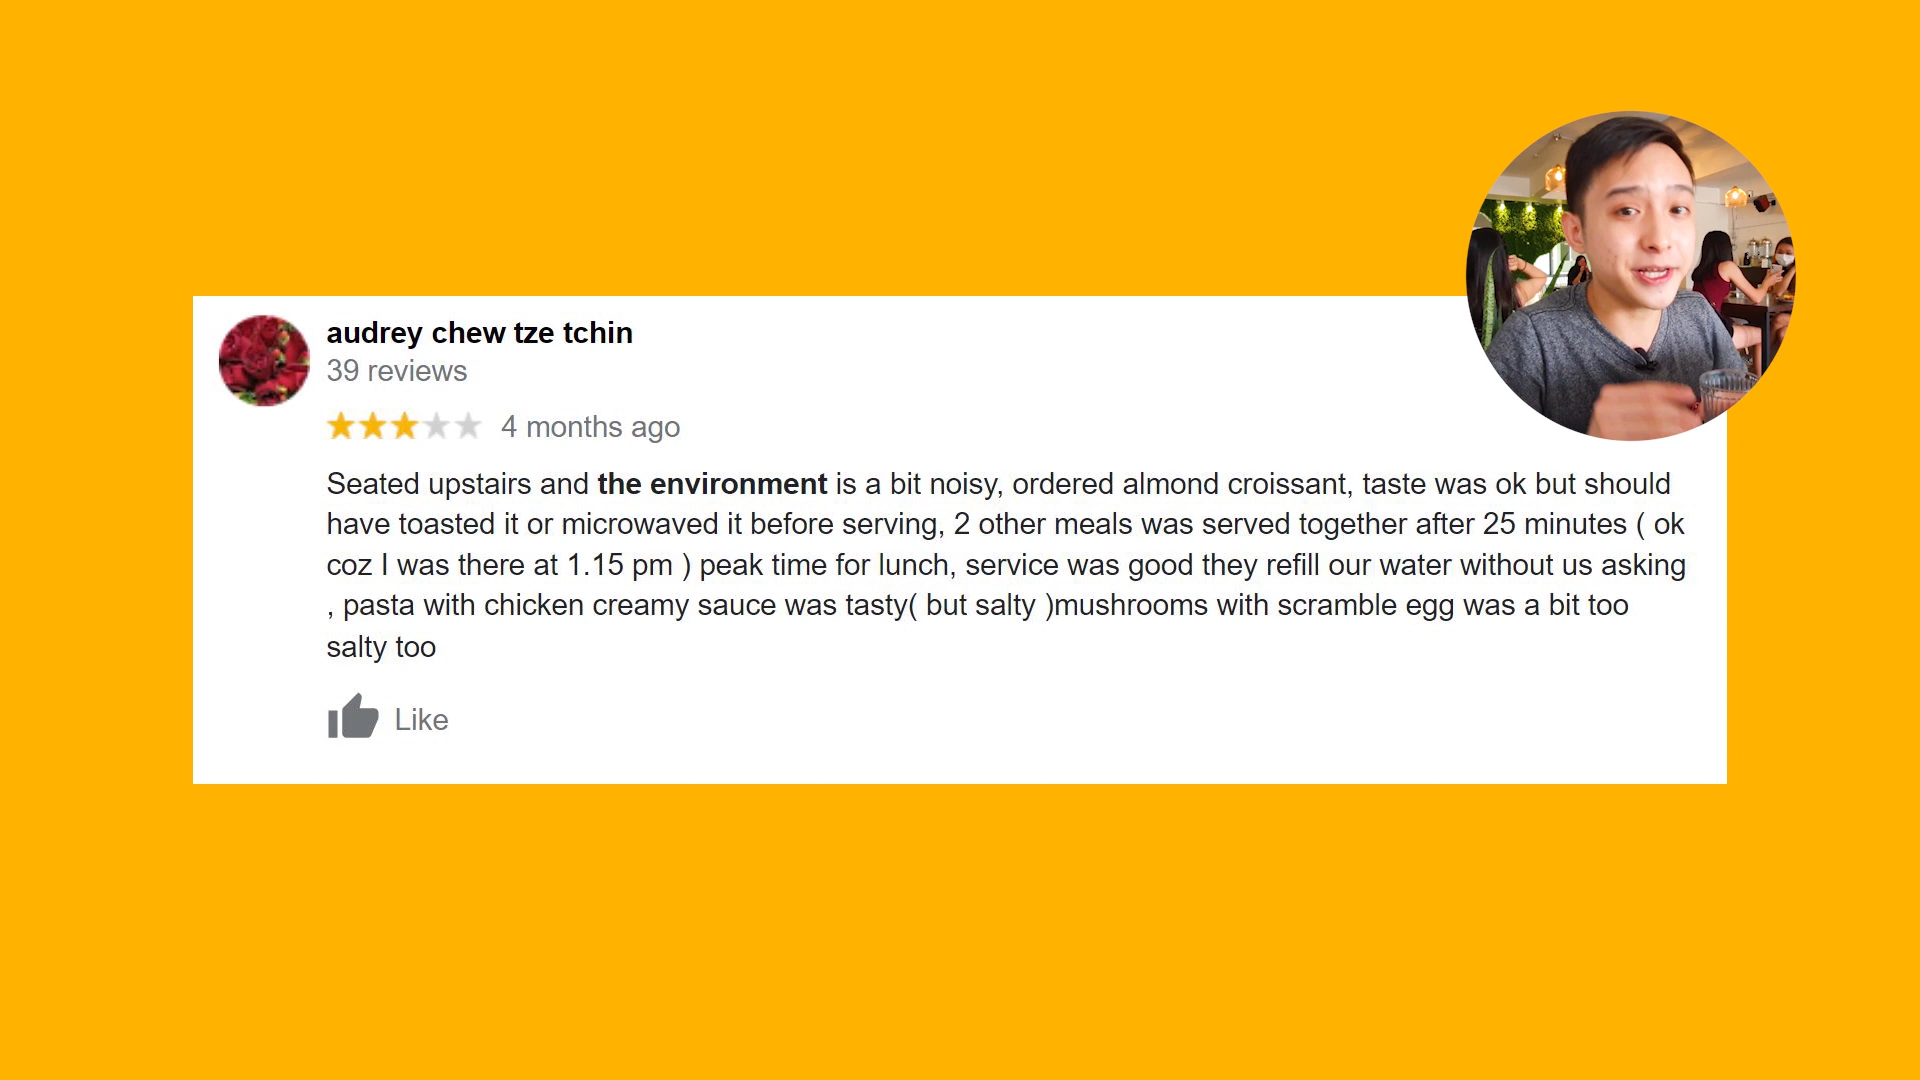 audrey chew tze tchin
39 reviews
4 months ago
Seated upstairs and the environment is a bit noisy, ordered almond croissant, taste was ok but should
have toasted it or microwaved it before serving, 2 other meals was served together after 25 minutes ( ok
coz I was there at 1.15 pm ) peak time for lunch, service was good they refill our water without us asking
, pasta with chicken creamy sauce was tasty( but salty )mushrooms with scramble egg was a bit too
salty too
Like